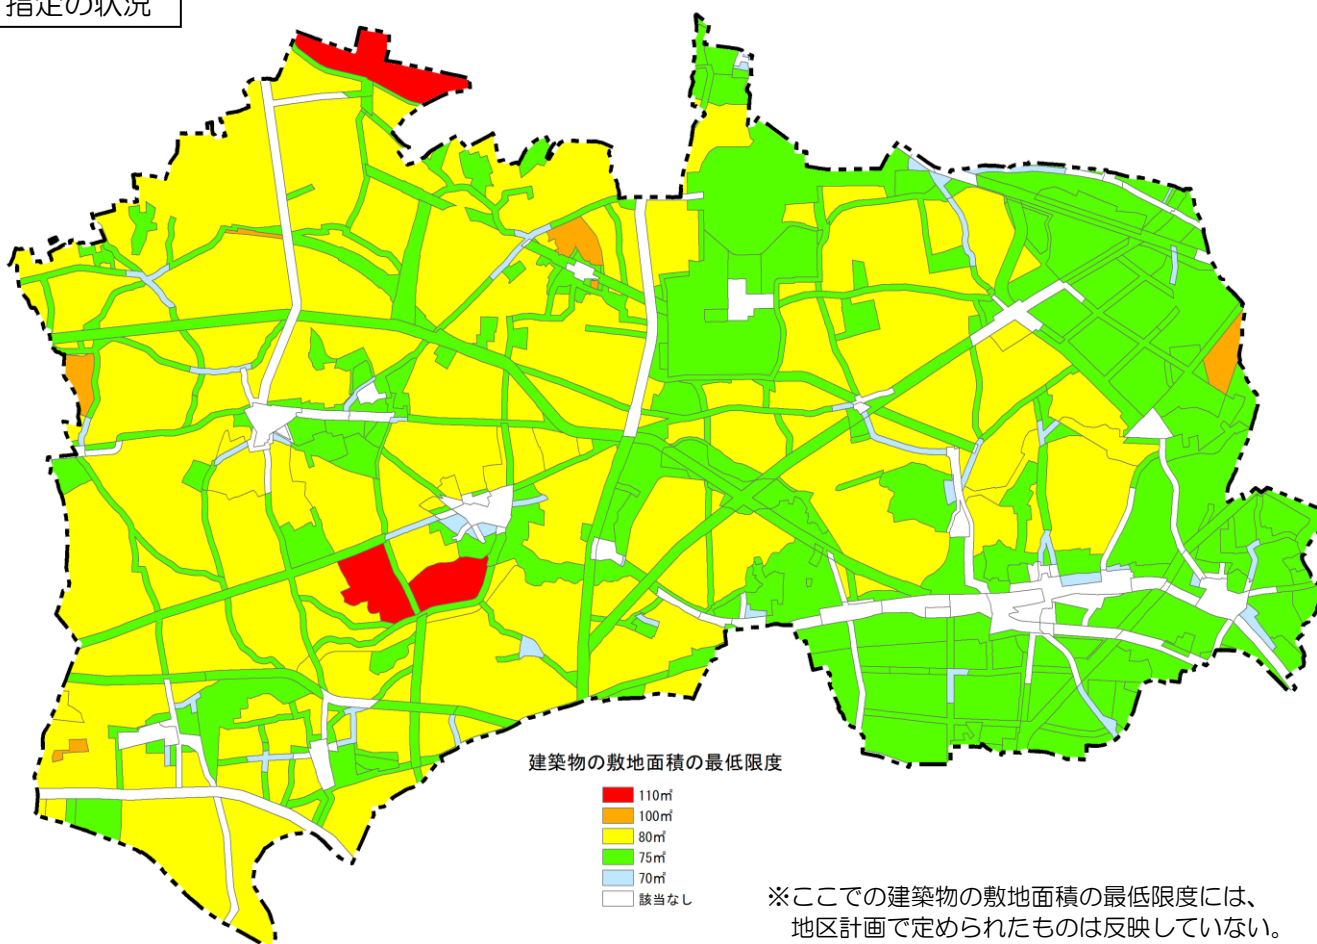 指定の状況
建築物の敷地面積の最低限度
110㎡
100㎡
80㎡
75㎡
70㎡
該当なし
※ここでの建築物の敷地面積の最低限度には、
地区計画で定められたものは反映していない。